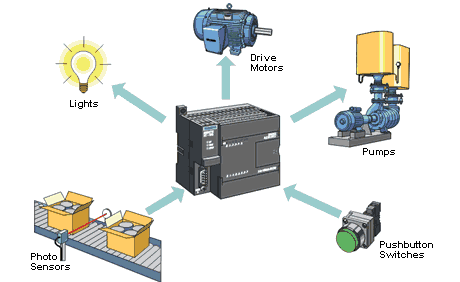 Drive
Motors
Lights
Pumps
Photo
Sensors
Pushbutton
Switches